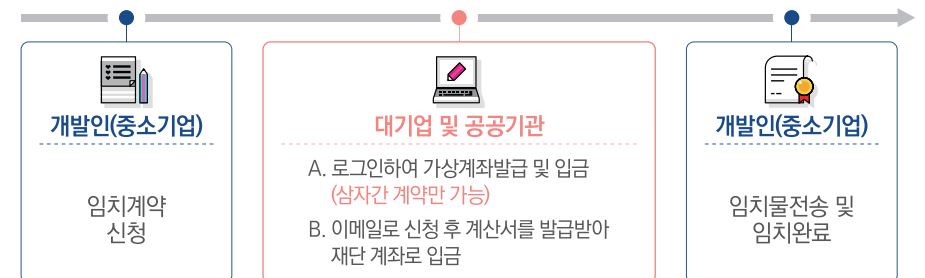 개발인(중소기업)
임치계약
신청
대기업 및 공공기관
A. 로그인하여 가상계좌발급 및 입금
(삼자간 계약만 가능)
B. 이메일로 신청 후 계산서를 발급받아
재단 계좌로 입금
개발인(중소기업)
임치물전송 및
임치완료